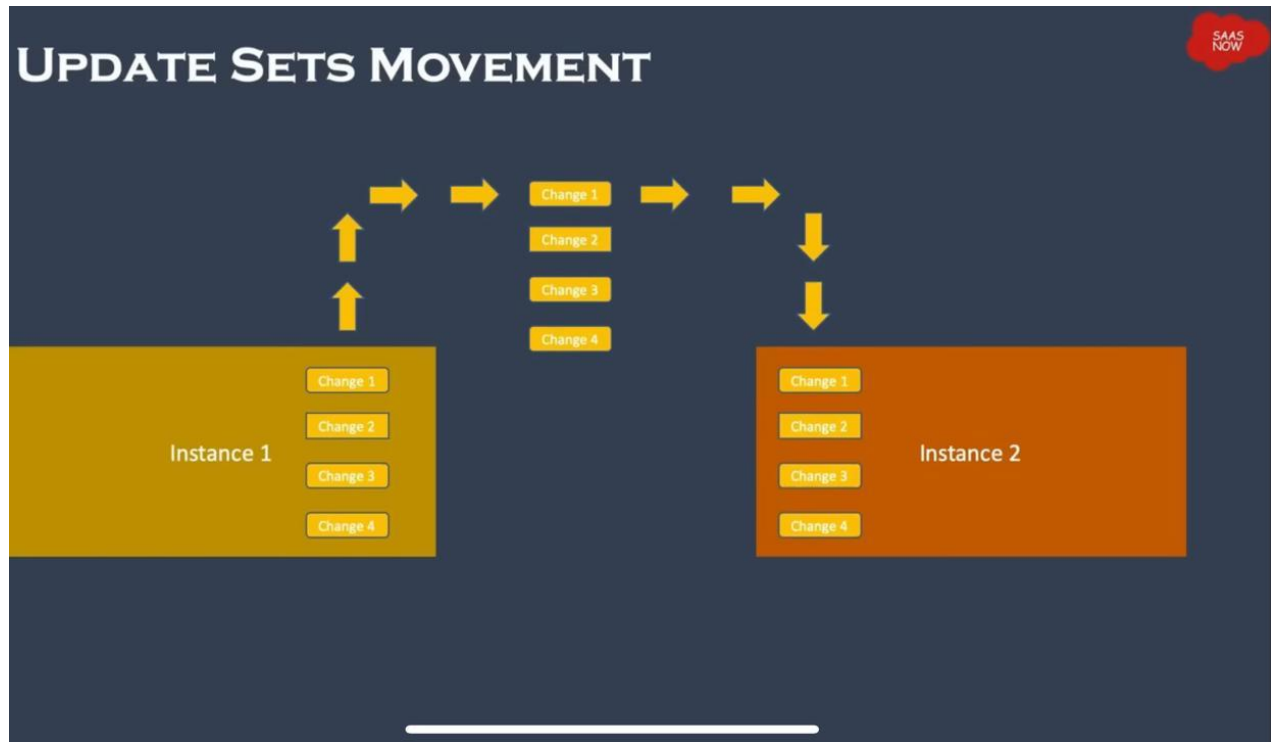 UPDATE SETS MOVEMENT
SAAS
NOW
Change 1
Change 2
Change 3
Change 4
Instance 1
Change 1
Change 2
Change 3
Change 4
Change 1
Change 2
Change 3
Change 4
Instance 2